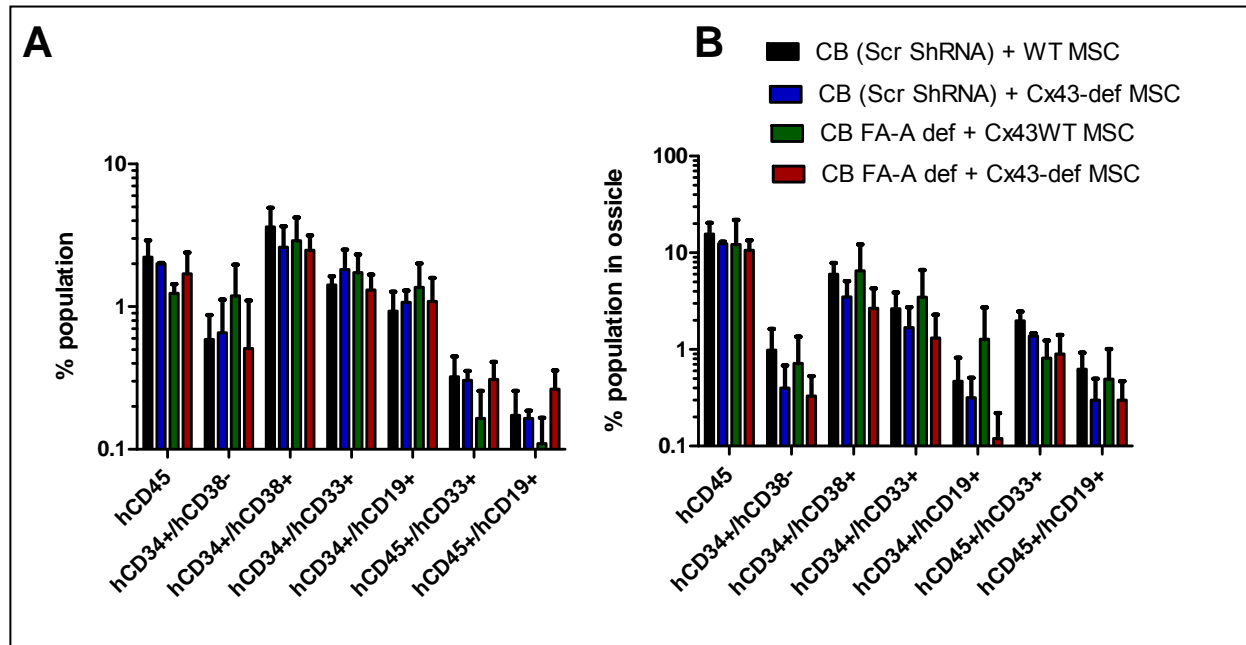 A
% population
10
1
0.1
hCD45
hCD34+/hCD38-
hCD34+/hCD38+
hCD34+/hCD33+
hCD34+/hCD19+
hCD45+/hCD33+
hCD45+/hCD19+
B
CB (Scr ShRNA) + WT MSC
CB (Scr ShRNA) + Cx43-def MSC
CB FA-A def + Cx43WT MSC
CB FA-A def + Cx43-def MSC
% population in ossicle
100
10
1
0.1
hCD45
hCD34+/hCD38-
hCD34+/hCD38+
hCD34+/hCD33+
hCD34+/hCD19+
hCD45+/hCD33+
hCD45+/hCD19+